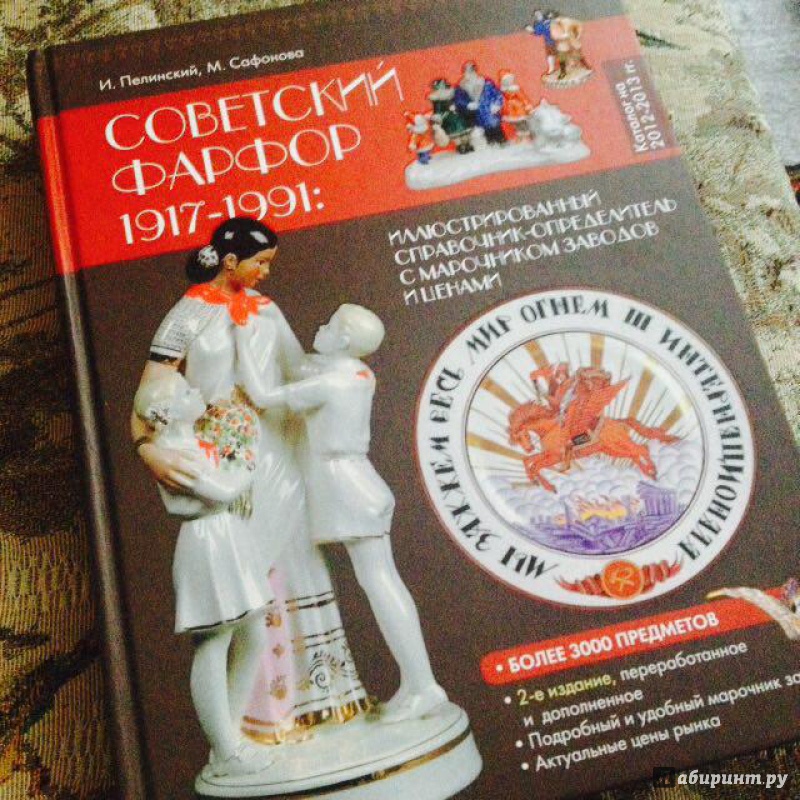 И. Пелинский, М. Сафонова
СОВЕТСКИЙ
ФАРФОР
1917-1991:
ИЛЛЮСТРИРОВАННЫЙ
СПРАВОЧНИК-ОПРЕДЕЛИТЕЛЬ
С МАРОЧНИКОМ ЗАВОДОВ
И ЦЕНАМИ
Каталог на
2012-2013 гг.
МЫ ЗАЖЖЕМ ВЕСЬ МИР ОГНЕМ III ИНТЕРНАЦИОНАЛА
• БОЛЕЕ 3000 ПРЕДМЕТОВ
• 2-е издание, переработанное
и дополненное
• Подробный и удобный марочник за
• Актуальные цены рынка
Лабиринт.ру